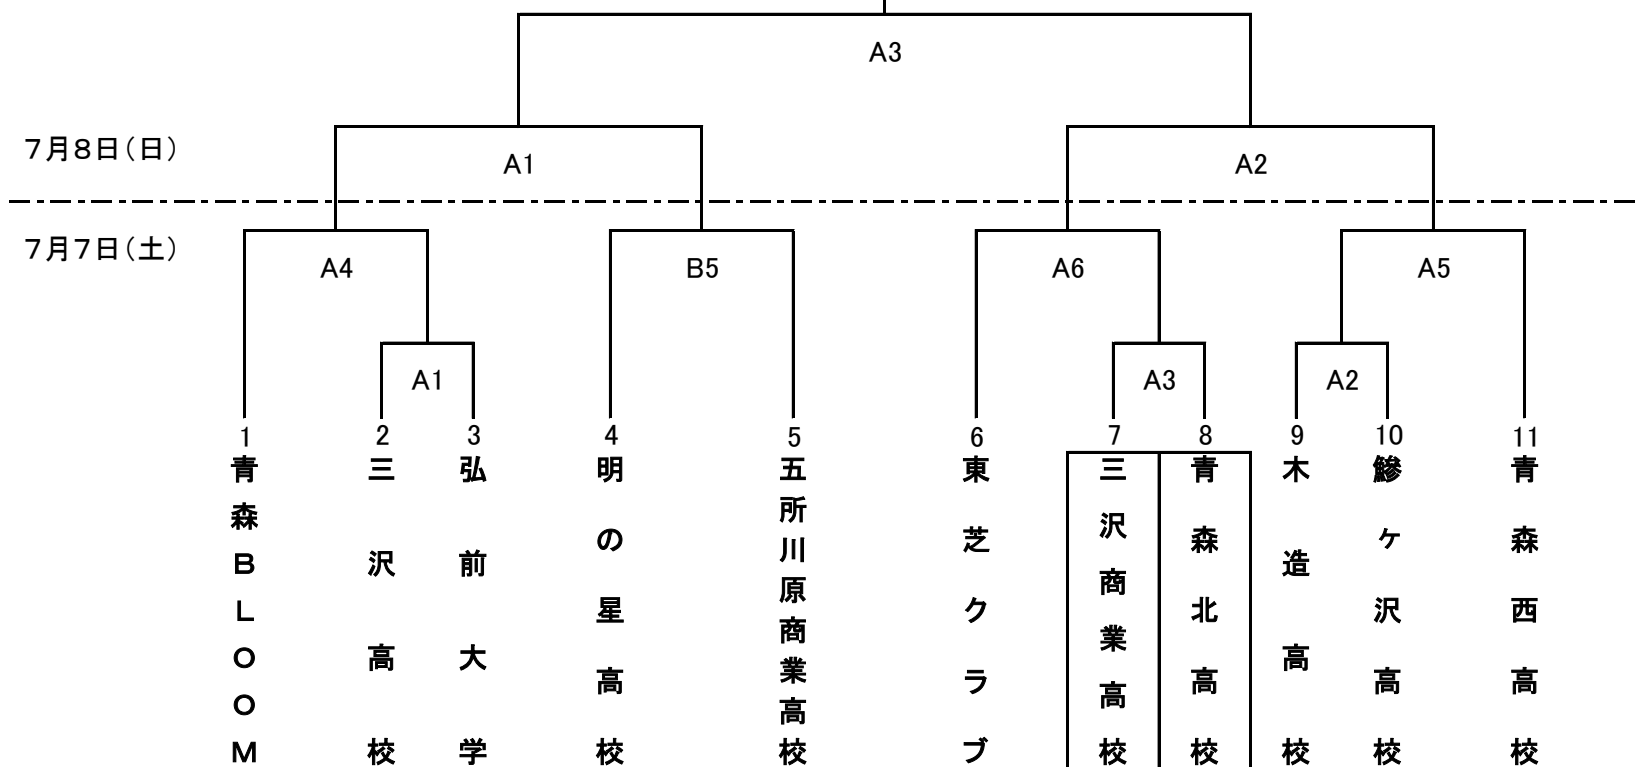 A3
7月8日(日)
A1
A2
7月7日(土)
A4
B5
A6
A5
A1
A3
A2
1
2
3
4
5
6
7
8
9
10
11
青森BLOOM
三沢高校
弘前大学
明の星高校
五所川原商業高校
東芝クラブ
三沢商業高校
青森北高校
木造高校
鰺ヶ沢高校
青森西高校